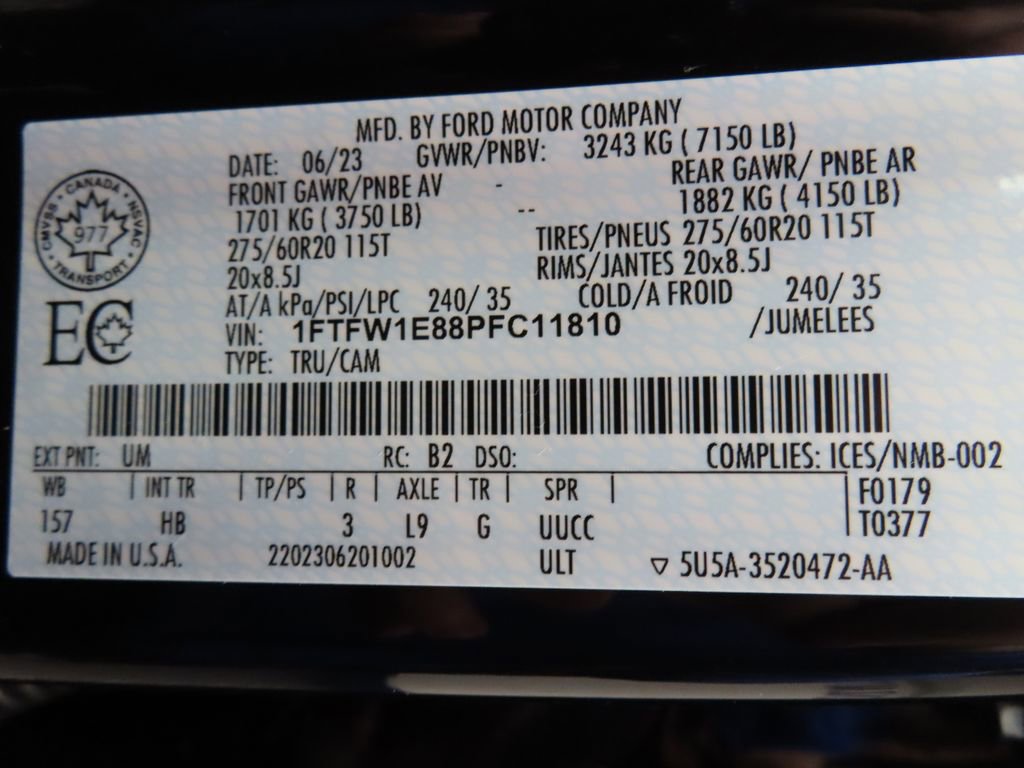 MFD. BY FORD MOTOR COMPANY
DATE: 06/23 GVWR/PNBV: 3243 KG ( 7150 LB)
FRONT GAWR/PNBE AV - REAR GAWR/ PNBE AR
1701 KG ( 3750 LB) -- 1882 KG ( 4150 LB)
275/60R20 115T TIRES/PNEUS 275/60R20 115T
20x8.5J RIMS/JANTES 20x8.5J
AT/A kPa/PSI/LPC 240/ 35 COLD/A FROID 240/ 35
VIN: 1FTFW1E88PFC11810 /JUMELEES
TYPE: TRU/CAM
CMVSS • CANADA • NSVAC
977
• TRANSPORT •
EC
EXT PNT: UM RC: B2 DSO: COMPLIES: ICES/NMB-002
WB | INT TR | TP/PS | R | AXLE | TR | SPR | F0179
157 HB 3 L9 G UUCC T0377
MADE IN U.S.A. 2202306201002 ULT ▽ 5U5A-3520472-AA